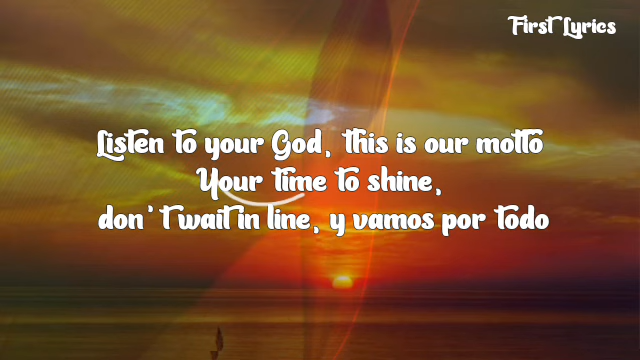 First Lyrics
Listen to your God, this is our motto
Your time to shine,
don't wait in line, y vamos por todo